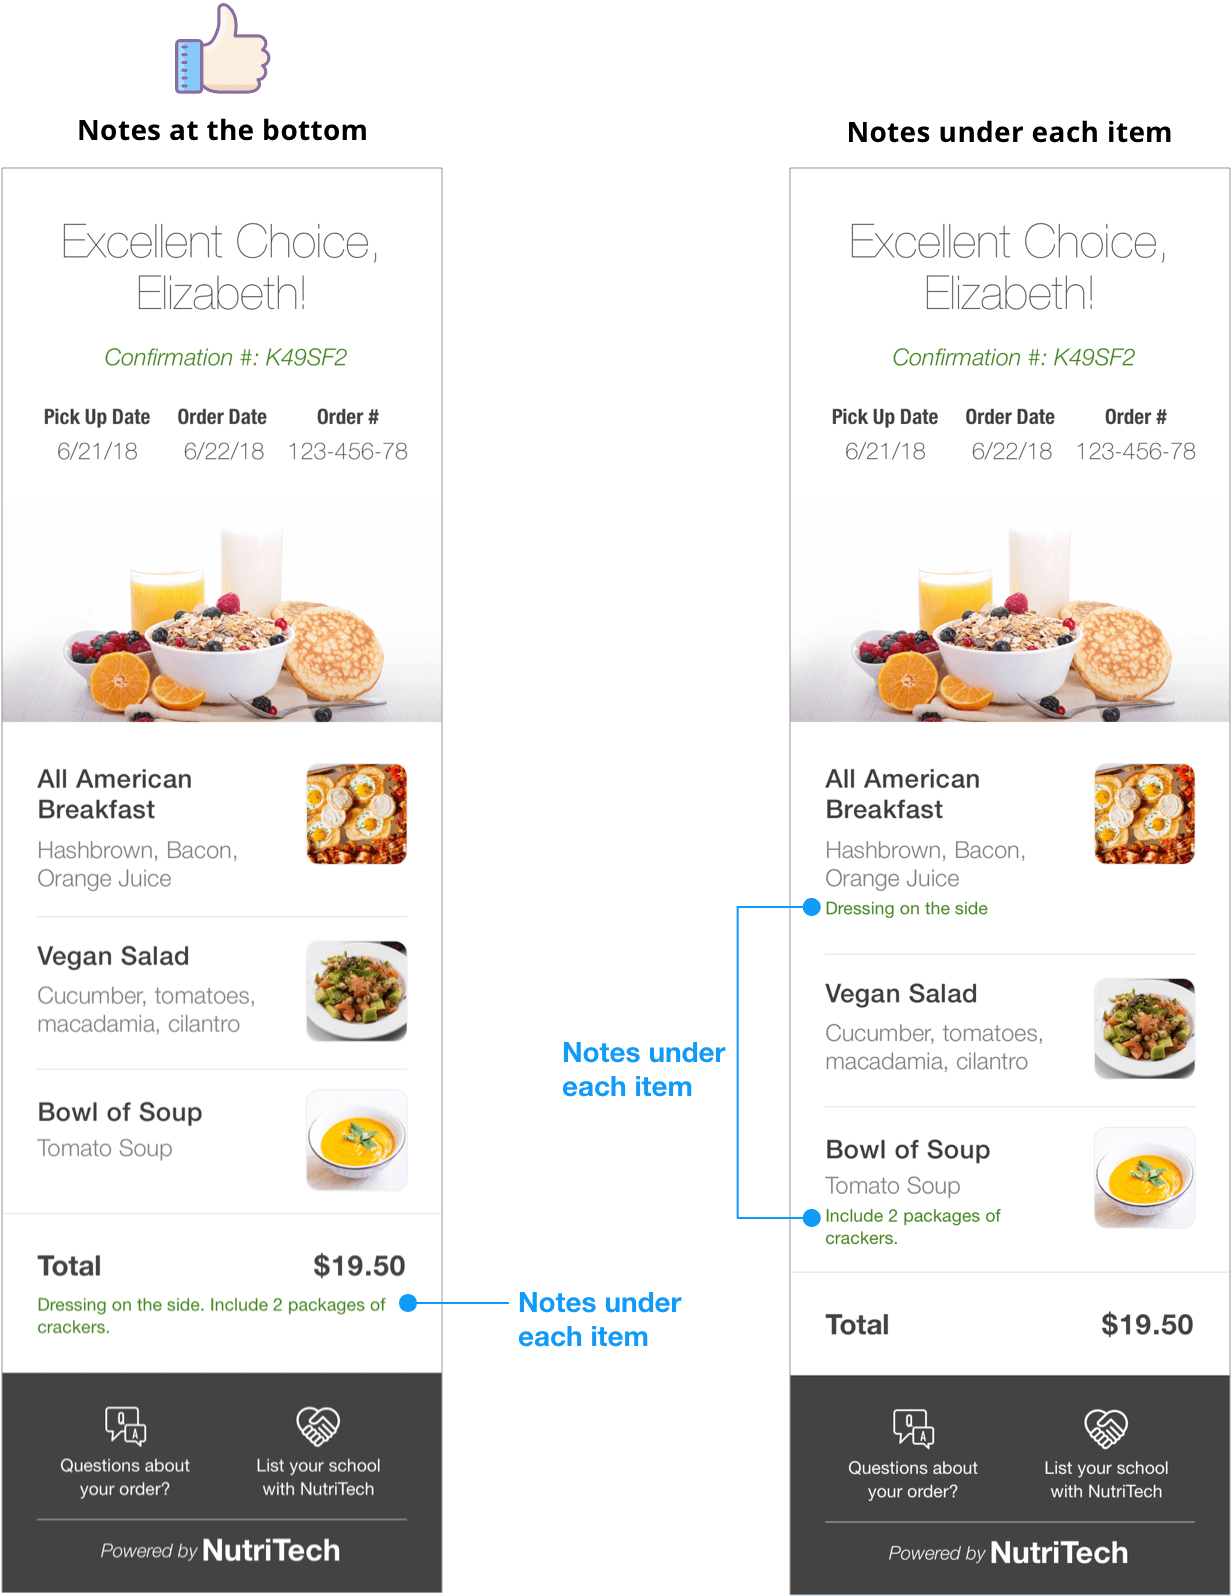 Notes at the bottom
Excellent Choice,
Elizabeth!
Confirmation #: K49SF2
Pick Up Date Order Date Order #
6/21/18 6/22/18 123-456-78
All American
Breakfast
Hashbrown, Bacon,
Orange Juice
Vegan Salad
Cucumber, tomatoes,
macadamia, cilantro
Bowl of Soup
Tomato Soup
Total $19.50
Dressing on the side. Include 2 packages of
crackers.
Notes under
each item
Q
A
Questions about
your order?
List your school
with NutriTech
Powered by NutriTech
Notes under each item
Excellent Choice,
Elizabeth!
Confirmation #: K49SF2
Pick Up Date Order Date Order #
6/21/18 6/22/18 123-456-78
All American
Breakfast
Hashbrown, Bacon,
Orange Juice
Dressing on the side
Vegan Salad
Cucumber, tomatoes,
macadamia, cilantro
Notes under
each item
Bowl of Soup
Tomato Soup
Include 2 packages of
crackers.
Total $19.50
Q
A
Questions about
your order?
List your school
with NutriTech
Powered by NutriTech